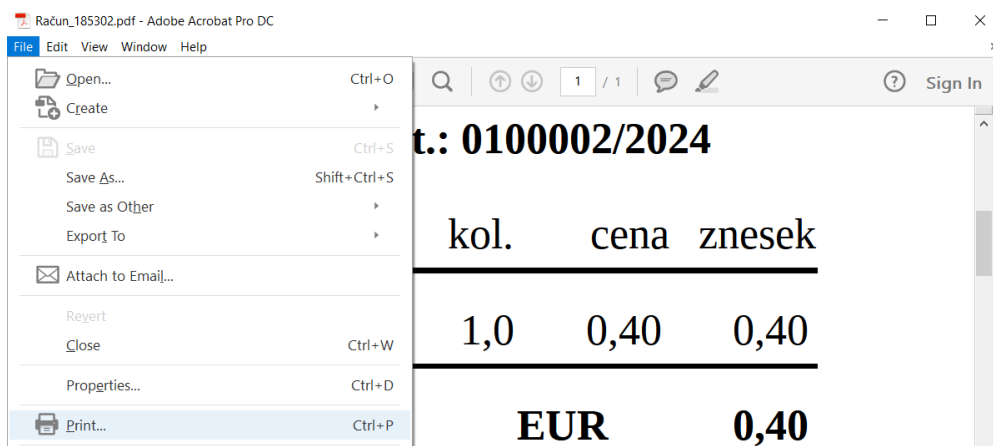 Račun_185302.pdf - Adobe Acrobat Pro DC
File Edit View Window Help
Open... Ctrl+O
Create
Save Ctrl+S
Save As... Shift+Ctrl+S
Save as Other
Export To
Attach to Email...
Revert
Close Ctrl+W
Properties... Ctrl+D
Print... Ctrl+P
1 / 1
Sign In
t.: 0100002/2024
kol. cena znesek
1,0 0,40 0,40
EUR 0,40